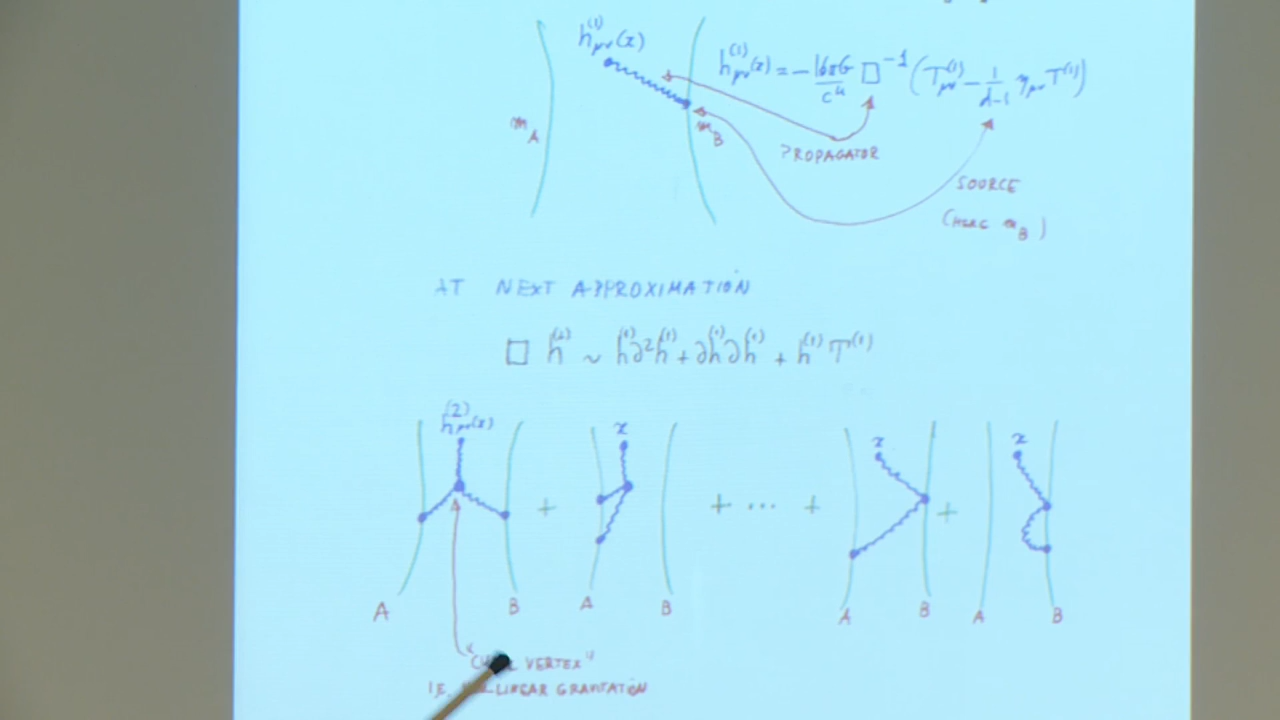 h⁽¹⁾μν(x)
h⁽¹⁾μν(x) = −16πG/c⁴ □⁻¹ (T⁽¹⁾μν − 1/(d−1) ημν T⁽¹⁾)
mA
mB
PROPAGATOR
SOURCE
(HERE mB)
AT NEXT APPROXIMATION
□ h⁽²⁾ ~ h⁽¹⁾∂²h⁽¹⁾ + ∂h⁽¹⁾∂h⁽¹⁾ + h⁽¹⁾T⁽¹⁾
h⁽²⁾μν(x)
x
x
x
+ + ... + +
A B A B A B A B
VERTEX"
I.E. LINEAR GRAVITATION